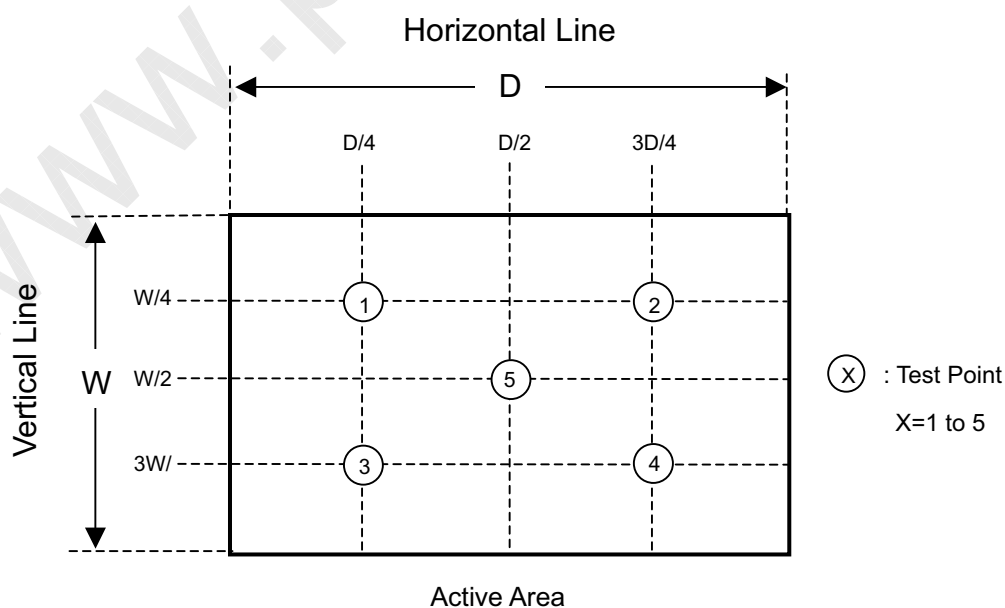 Horizontal Line
D
D/4 D/2 3D/4
W/4
1 2
Vertical Line
W
W/2
5
X : Test Point
X=1 to 5
3W/
3 4
Active Area